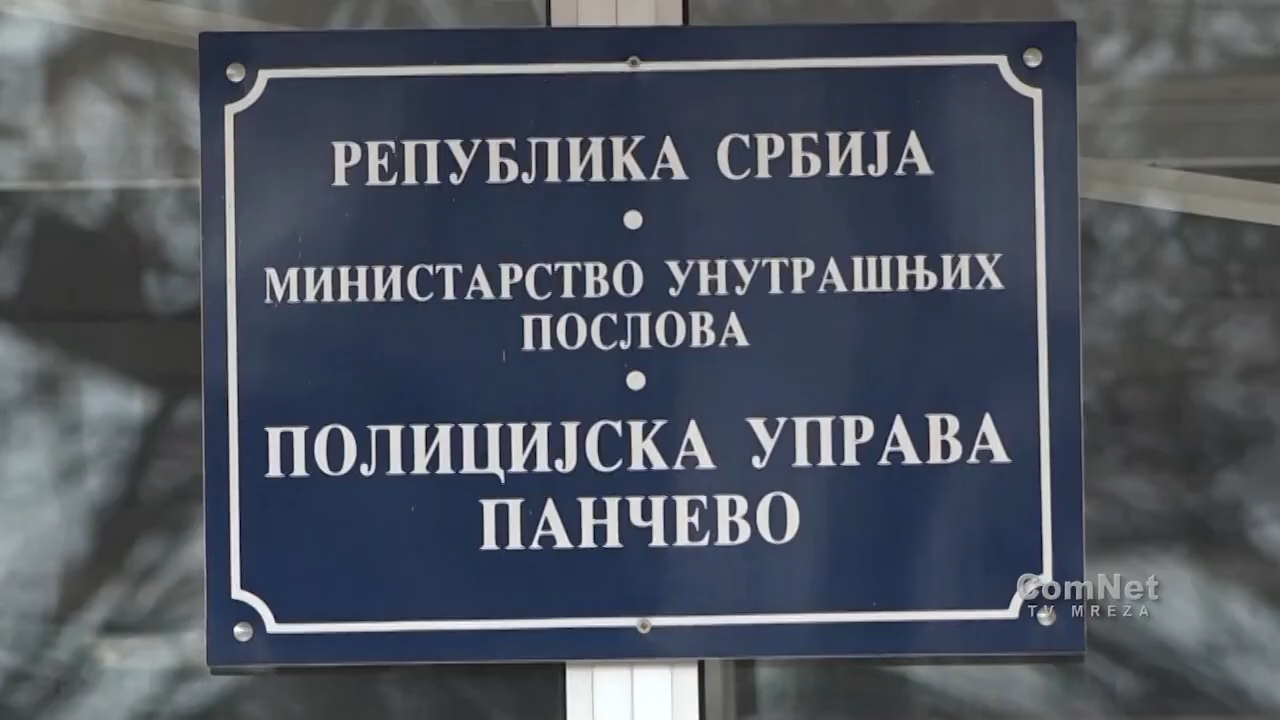 РЕПУБЛИКА СРБИЈА
МИНИСТАРСТВО УНУТРАШЊИХ
ПОСЛОВА
ПОЛИЦИЈСКА УПРАВА
ПАНЧЕВО
ComNet
TV MREZA